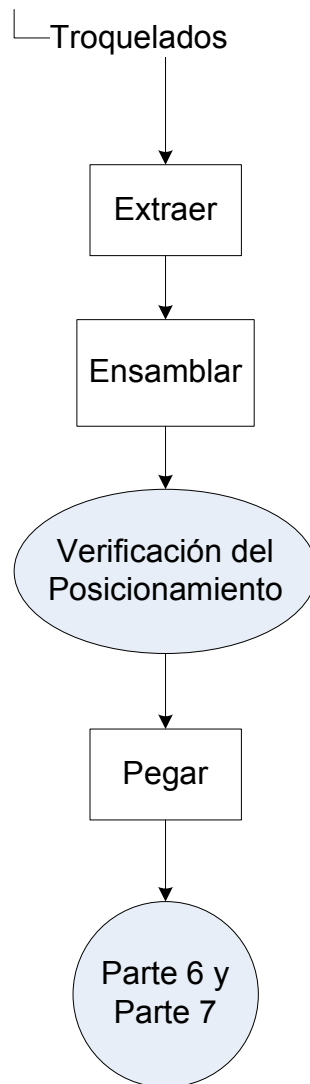 Troquelados
Extraer
Ensamblar
Verificación del
Posicionamiento
Pegar
Parte 6 y
Parte 7